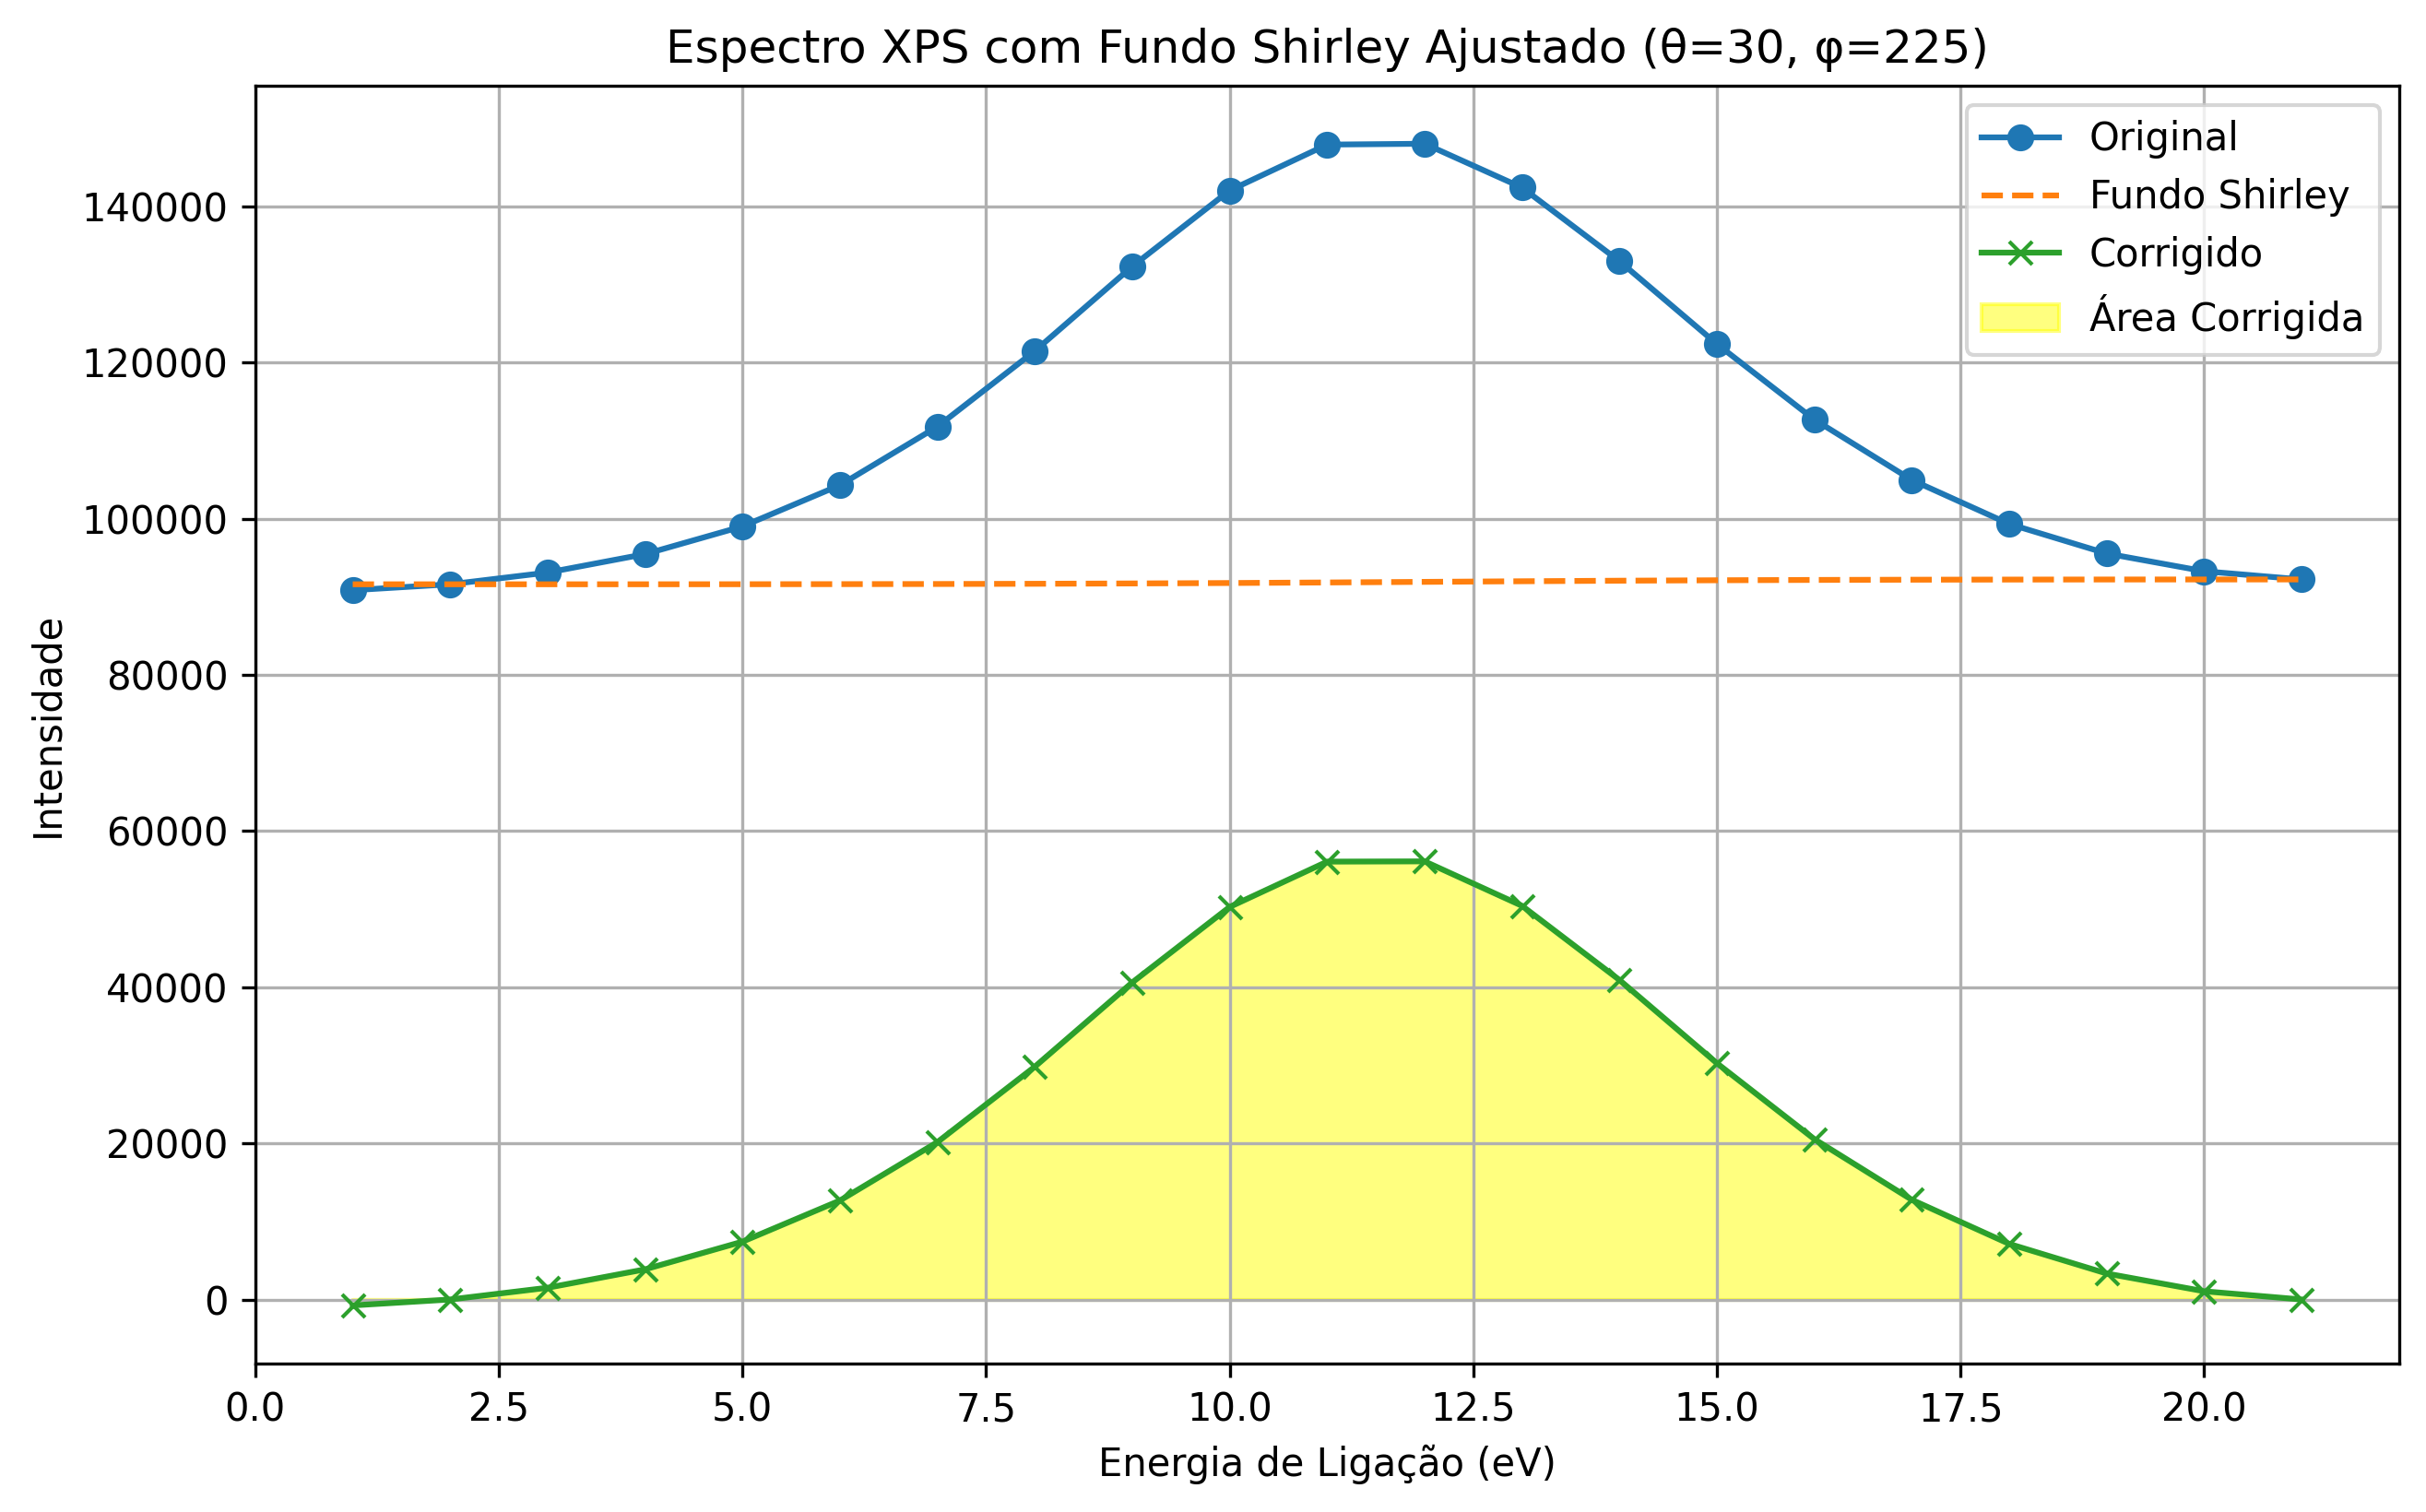 Espectro XPS com Fundo Shirley Ajustado (θ=30, φ=225)
Original
Fundo Shirley
Corrigido
Área Corrigida
Intensidade
140000
120000
100000
80000
60000
40000
20000
0
0.0 2.5 5.0 7.5 10.0 12.5 15.0 17.5 20.0
Energia de Ligação (eV)